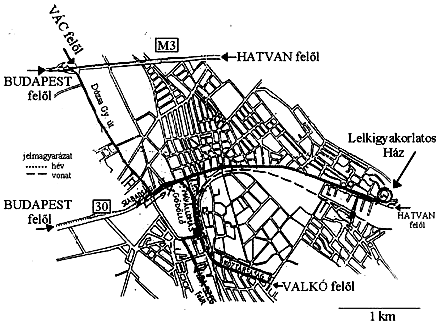 VÁC felől
M3
HATVAN felől
BUDAPEST
felől
Dózsa Gy. út
Lelkigyakorlatos
Ház
jelmagyarázat
hév
vonat
BUDAPEST
felől
30
HATVAN
felől
VALKÓ felől
1 km